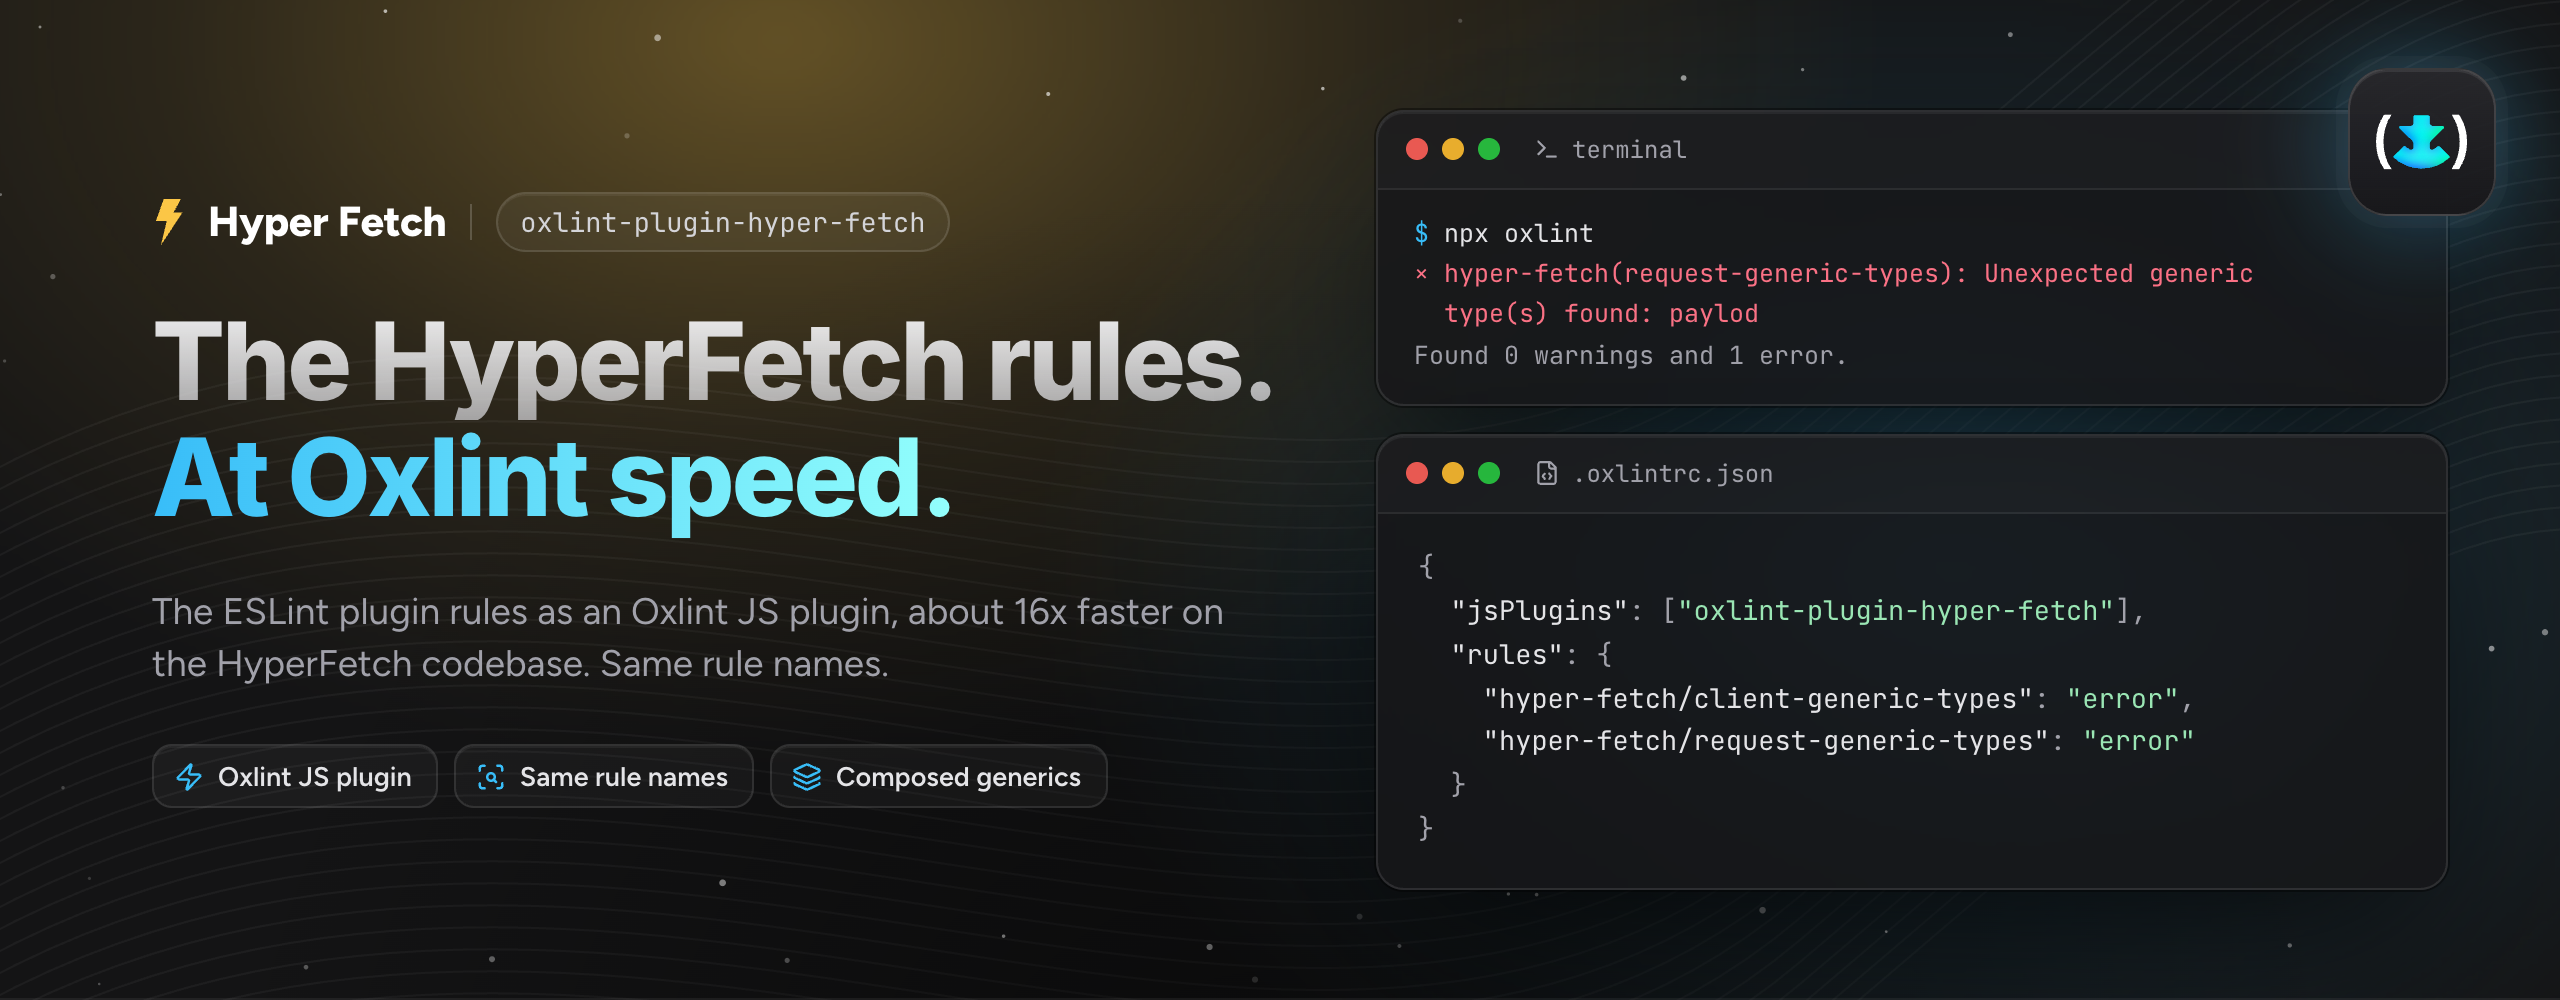 Hyper Fetch
oxlint-plugin-hyper-fetch
The HyperFetch rules.
At Oxlint speed.
The ESLint plugin rules as an Oxlint JS plugin, about 16x faster on
the HyperFetch codebase. Same rule names.
Oxlint JS plugin
Same rule names
Composed generics
terminal
$ npx oxlint
× hyper-fetch(request-generic-types): Unexpected generic
type(s) found: paylod
Found 0 warnings and 1 error.
.oxlintrc.json
{
"jsPlugins": ["oxlint-plugin-hyper-fetch"],
"rules": {
"hyper-fetch/client-generic-types": "error",
"hyper-fetch/request-generic-types": "error"
}
}